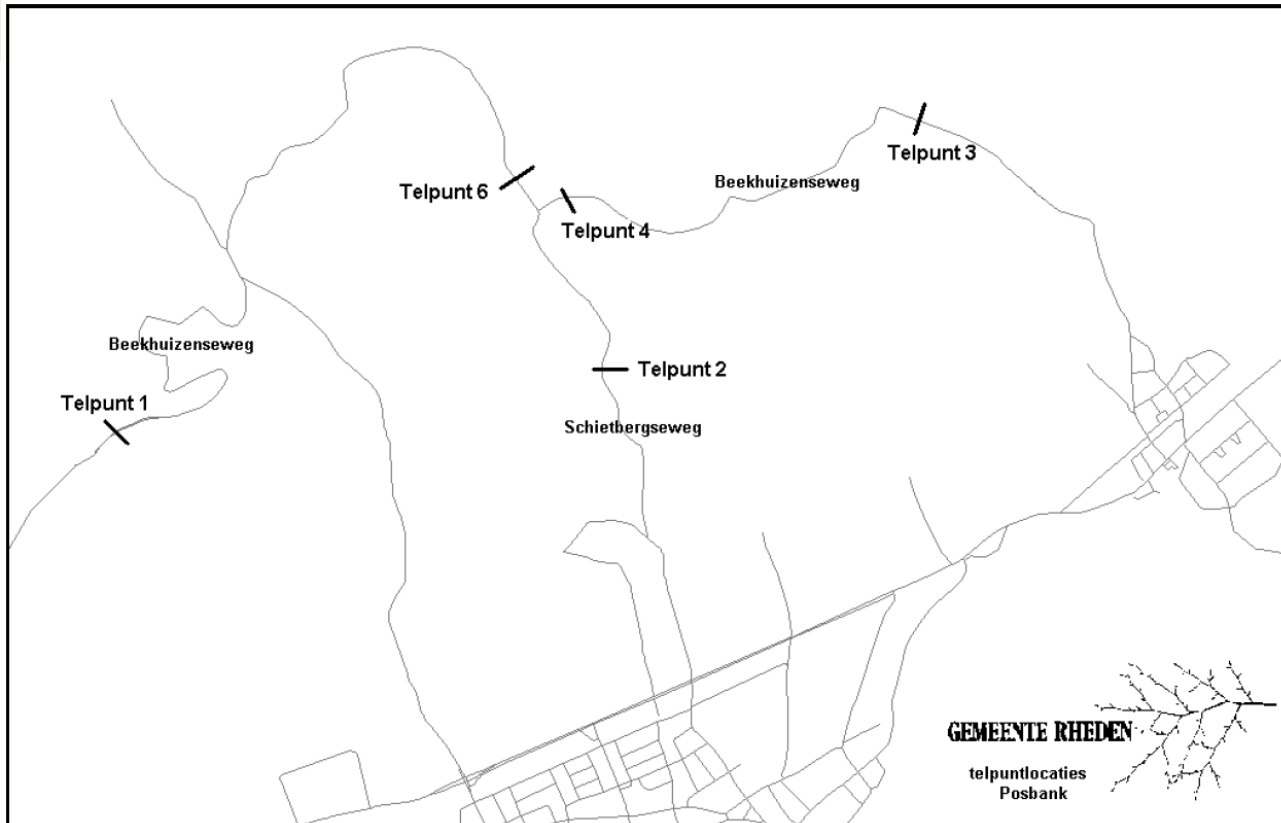 Telpunt 3
Beekhuizenseweg
Telpunt 6
Telpunt 4
Beekhuizenseweg
Telpunt 2
Telpunt 1
Schietbergseweg
GEMEENTE RHEDEN
telpuntlocaties
Posbank